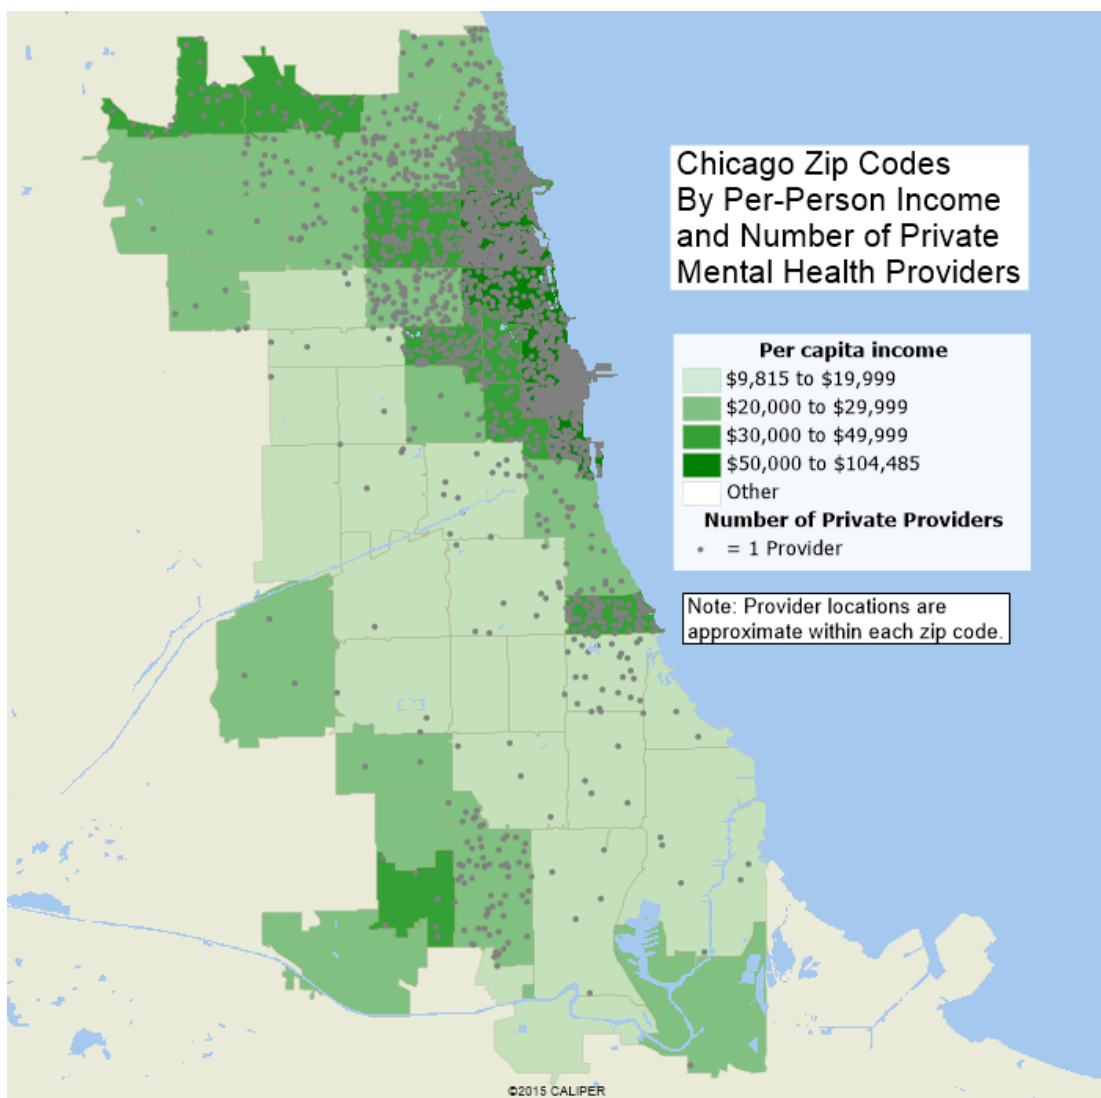 Chicago Zip Codes
By Per-Person Income
and Number of Private
Mental Health Providers
Per capita income
$9,815 to $19,999
$20,000 to $29,999
$30,000 to $49,999
$50,000 to $104,485
Other
Number of Private Providers
= 1 Provider
Note: Provider locations are
approximate within each zip code.
©2015 CALIPER